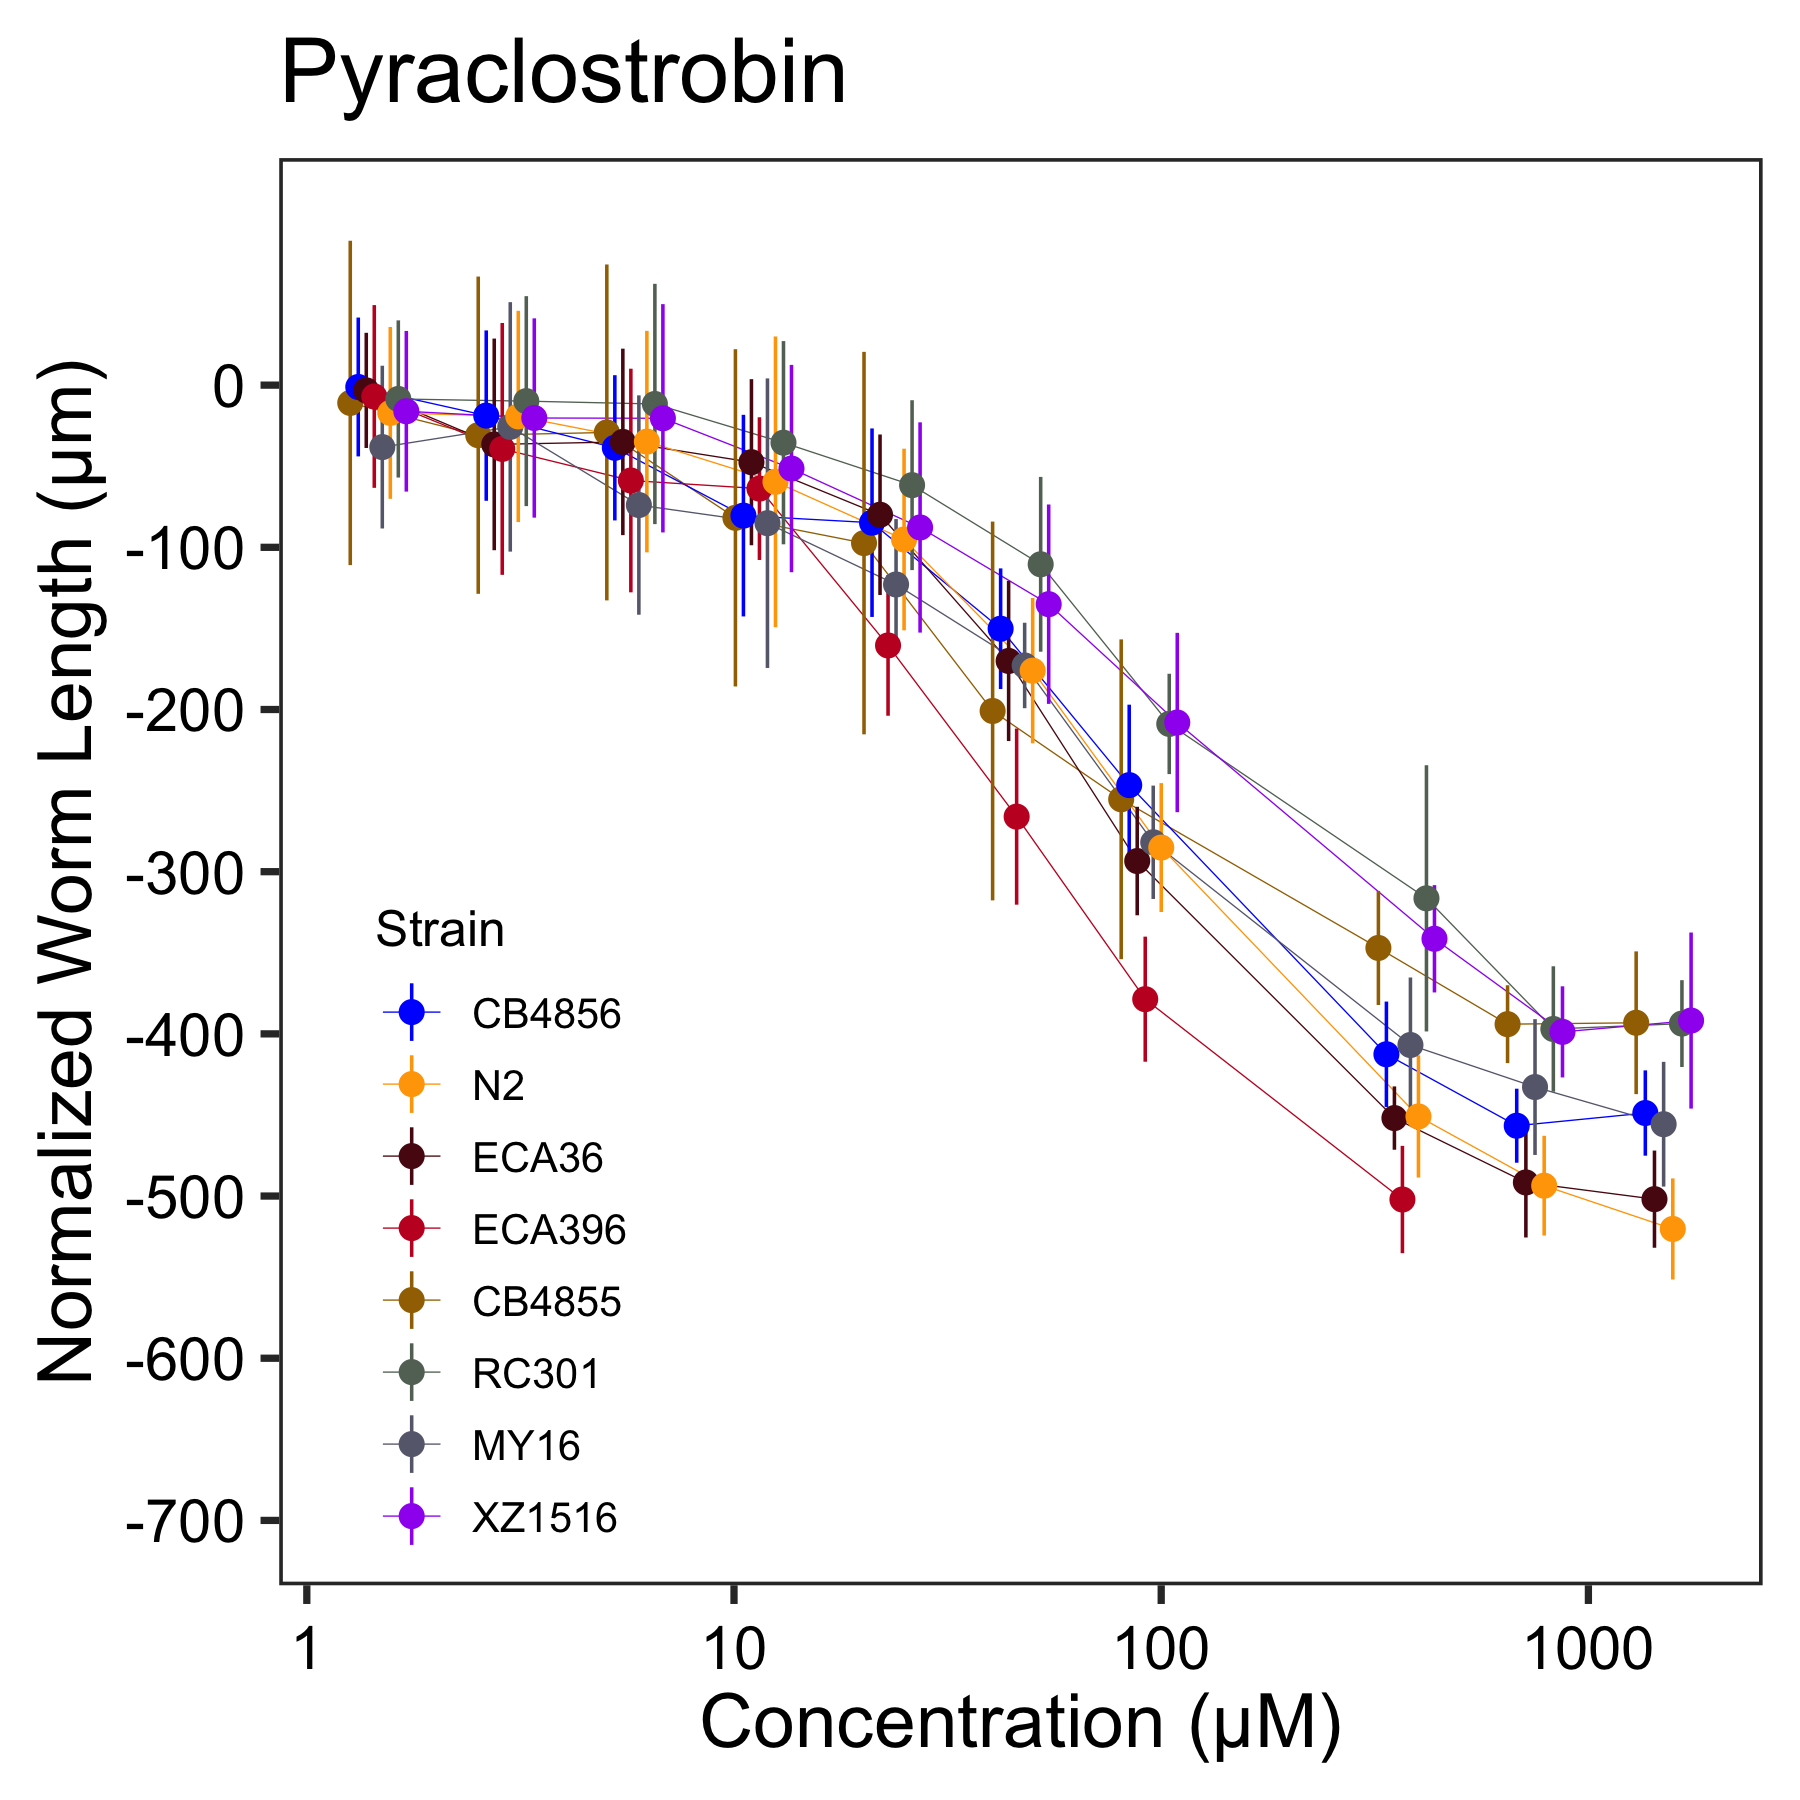 Pyraclostrobin
Normalized Worm Length (µm)
0
-100
-200
-300
-400
-500
-600
-700
Strain
CB4856
N2
ECA36
ECA396
CB4855
RC301
MY16
XZ1516
1 10 100 1000
Concentration (µM)